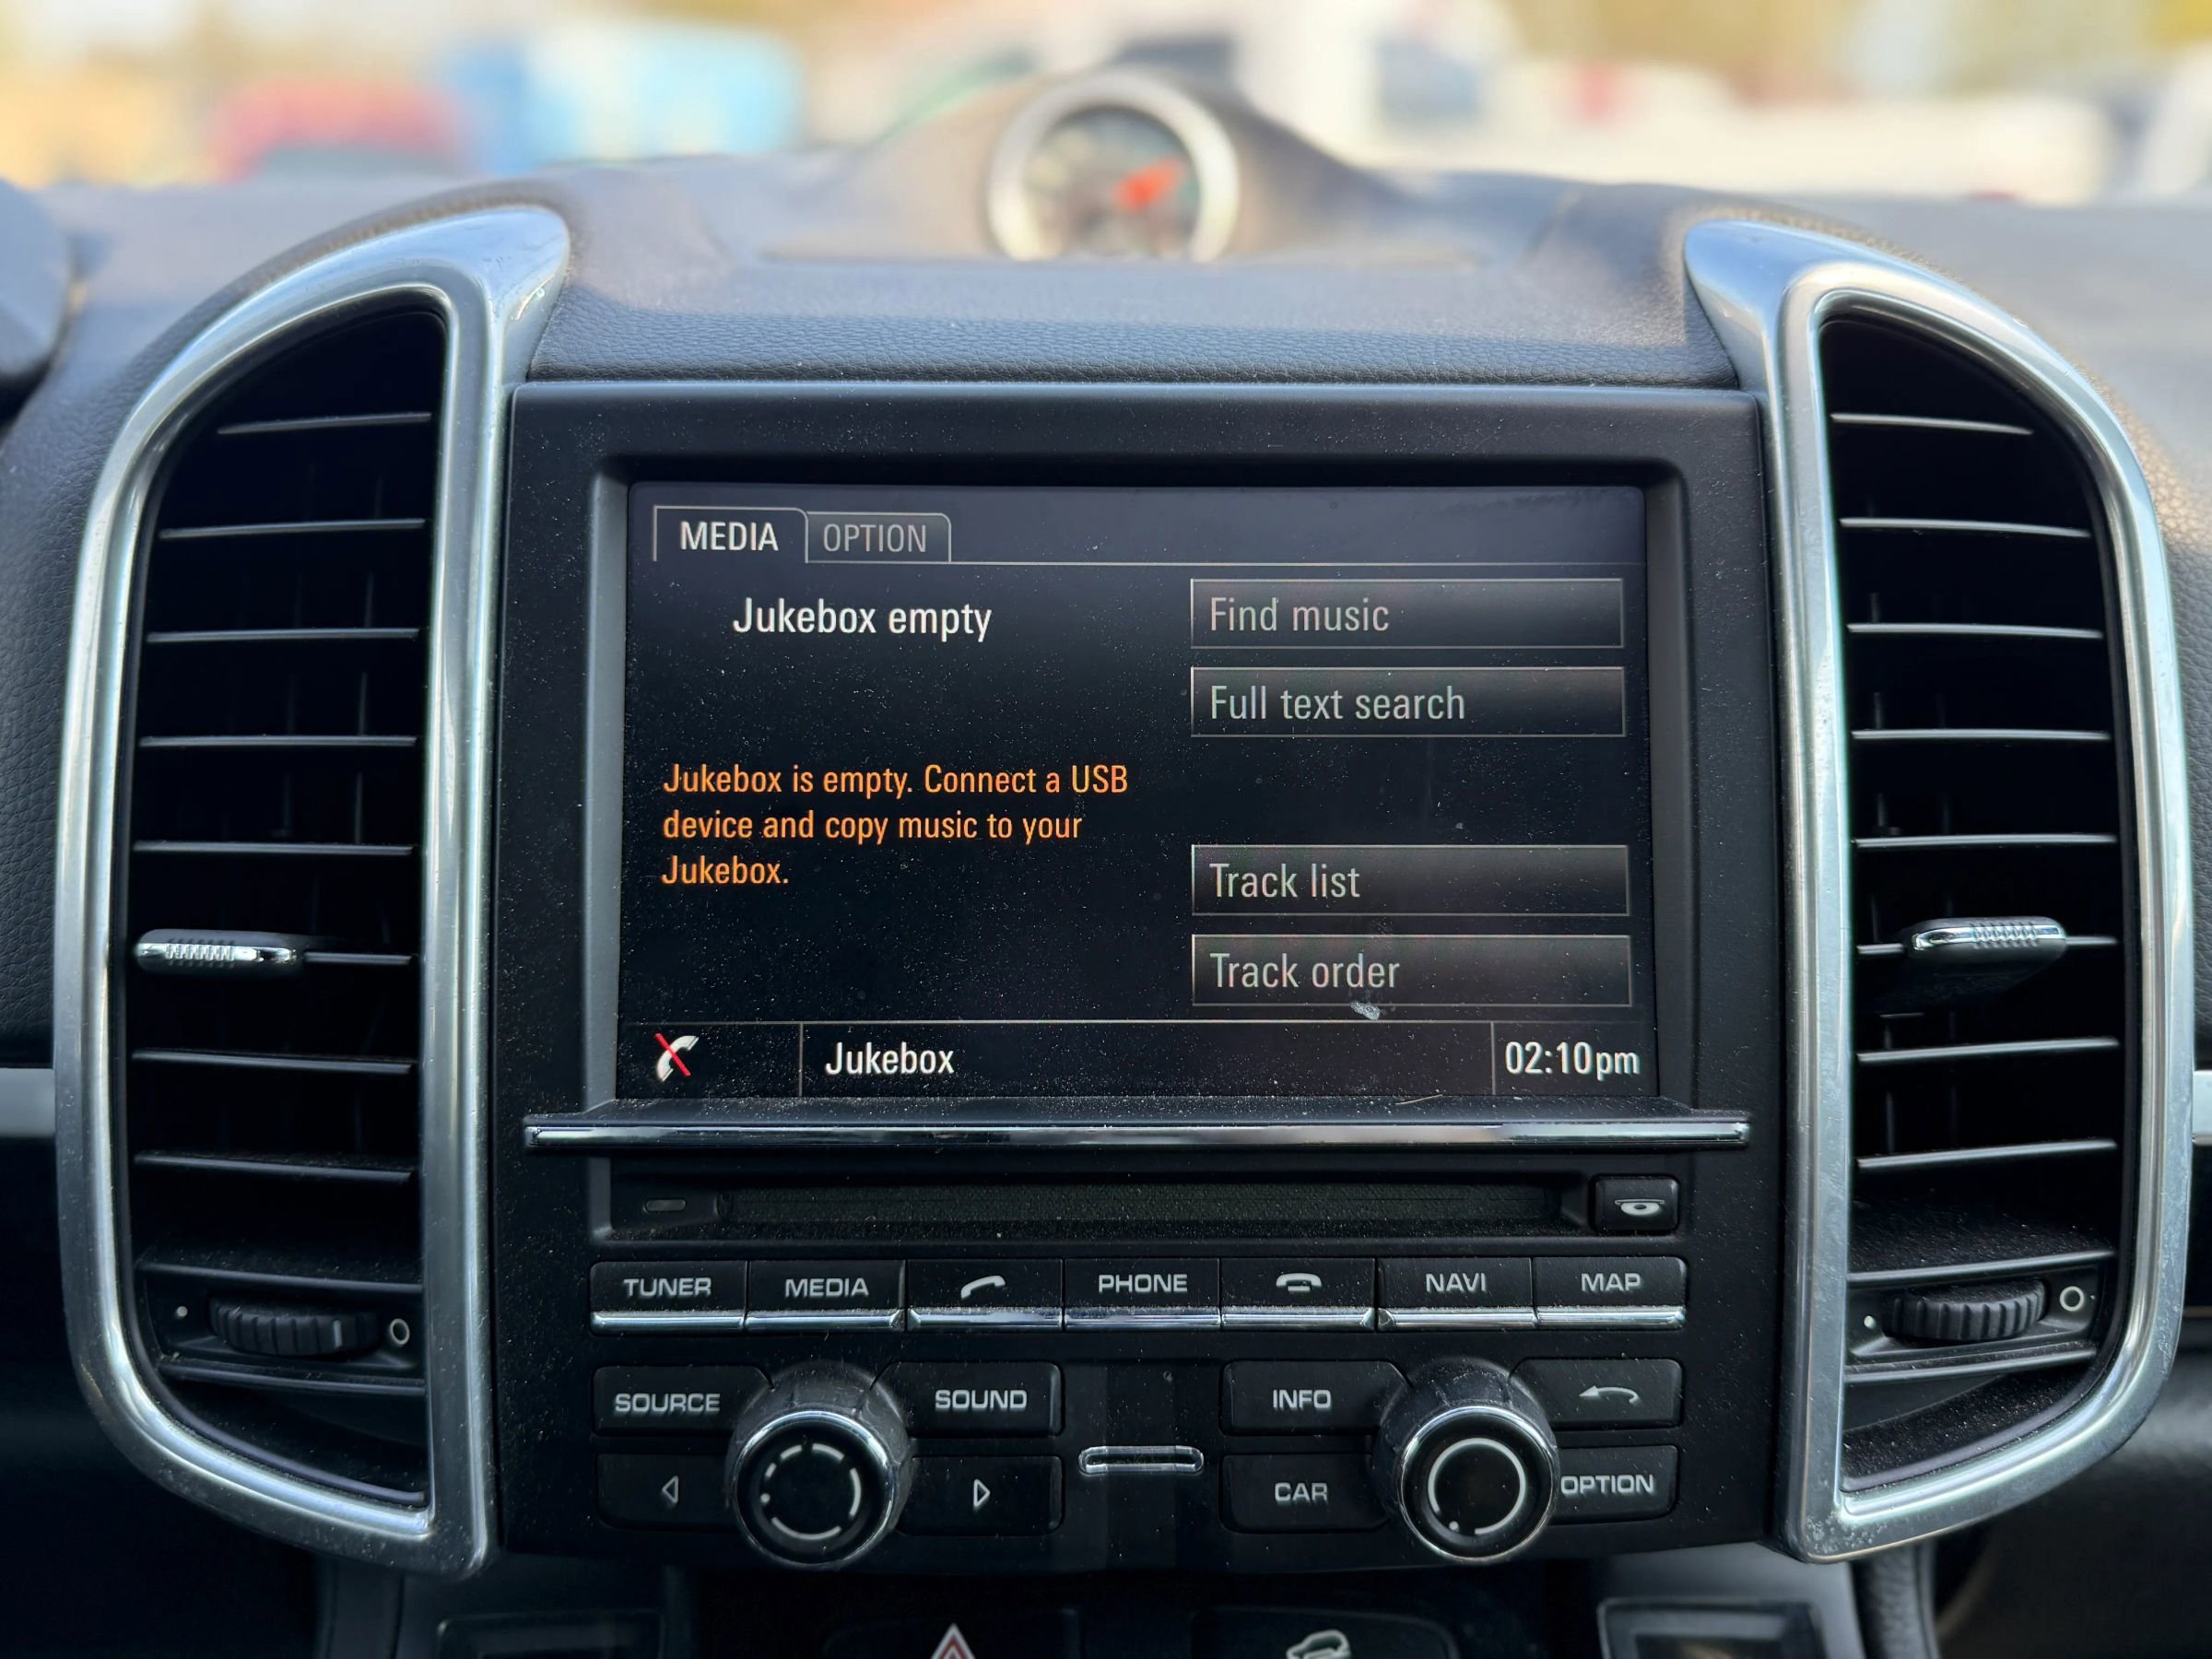 MEDIA OPTION
Jukebox empty
Find music
Full text search
Jukebox is empty. Connect a USB
device and copy music to your
Jukebox.
Track list
Track order
Jukebox 02:10pm
TUNER MEDIA PHONE NAVI MAP
SOURCE SOUND INFO
CAR OPTION